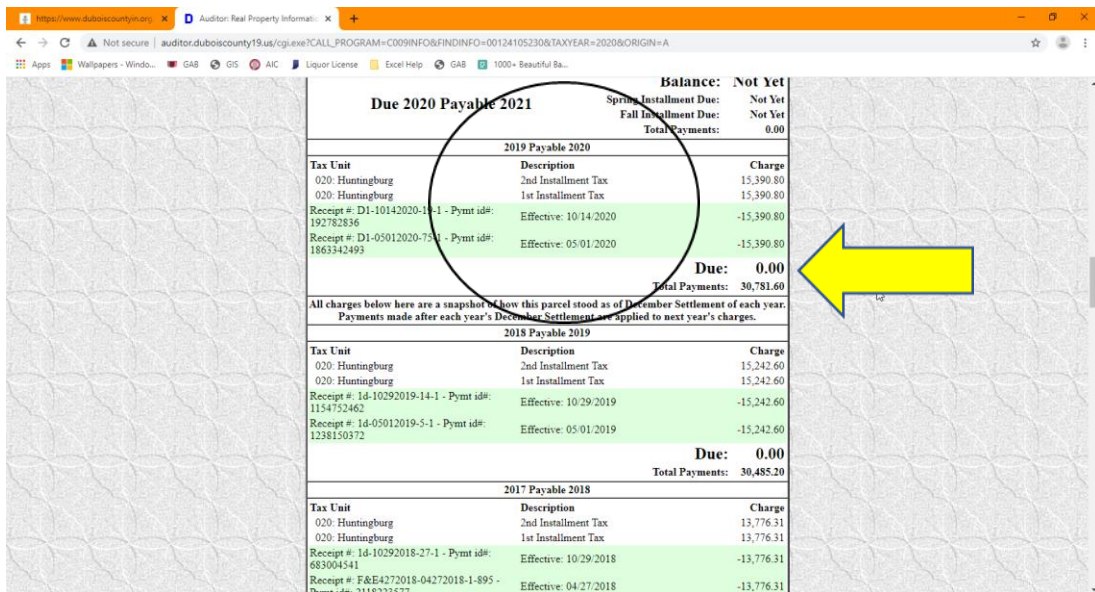 https://www.duboiscountyin.org
Auditor: Real Property Informatio
Not secure | auditor.duboiscounty19.us/cgi.exe?CALL_PROGRAM=C009INFO&FINDINFO=00124105230&TAXYEAR=2020&ORIGIN=A
Apps Wallpapers - Windo... GAB GIS AIC Liquor License Excel Help GAB 1000+ Beautiful Ba...
Balance: Not Yet
Due 2020 Payable 2021
Spring Installment Due: Not Yet
Fall Installment Due: Not Yet
Total Payments: 0.00
2019 Payable 2020
Tax Unit Description Charge
020: Huntingburg 2nd Installment Tax 15,390.80
020: Huntingburg 1st Installment Tax 15,390.80
Receipt #: D1-10142020-19-1 - Pymt id#:
192782836 Effective: 10/14/2020 -15,390.80
Receipt #: D1-05012020-75-1 - Pymt id#:
1863342493 Effective: 05/01/2020 -15,390.80
Due: 0.00
Total Payments: 30,781.60
All charges below here are a snapshot of how this parcel stood as of December Settlement of each year.
Payments made after each year's December Settlement are applied to next year's charges.
2018 Payable 2019
Tax Unit Description Charge
020: Huntingburg 2nd Installment Tax 15,242.60
020: Huntingburg 1st Installment Tax 15,242.60
Receipt #: 1d-10292019-14-1 - Pymt id#:
1154752462 Effective: 10/29/2019 -15,242.60
Receipt #: 1d-05012019-5-1 - Pymt id#:
1238150372 Effective: 05/01/2019 -15,242.60
Due: 0.00
Total Payments: 30,485.20
2017 Payable 2018
Tax Unit Description Charge
020: Huntingburg 2nd Installment Tax 13,776.31
020: Huntingburg 1st Installment Tax 13,776.31
Receipt #: 1d-10292018-27-1 - Pymt id#:
683004541 Effective: 10/29/2018 -13,776.31
Receipt #: F&E4272018-04272018-1-895 -
Effective: 04/27/2018 -13,776.31